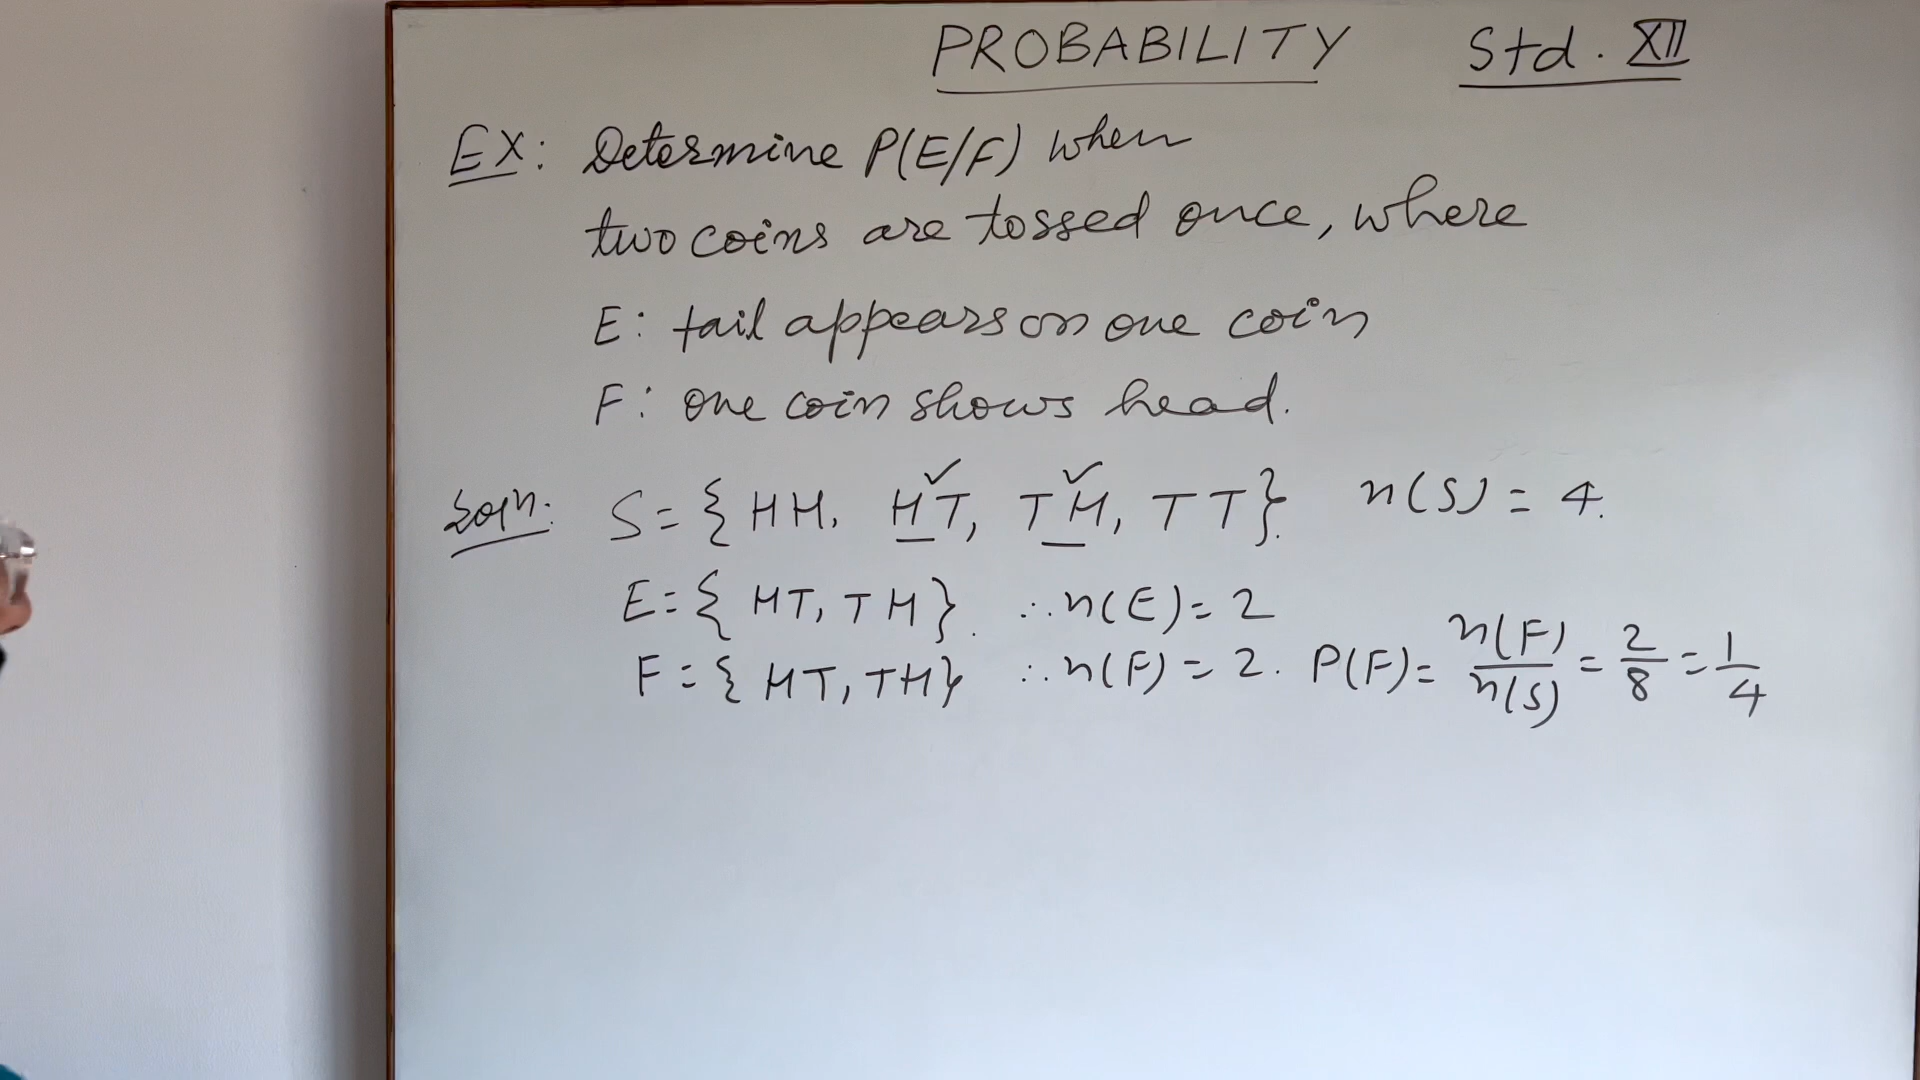 PROBABILITY Std. XII
EX: Determine P(E/F) when
two coins are tossed once, where
E: tail appears on one coin
F: one coin shows head.
Soln: S = { HH, HT, TH, TT}. n(S) = 4.
E = { HT, TH}. ∴ n(E) = 2
F = { HT, TH} ∴ n(F) = 2. P(F) = n(F)/n(S) = 2/8 = 1/4